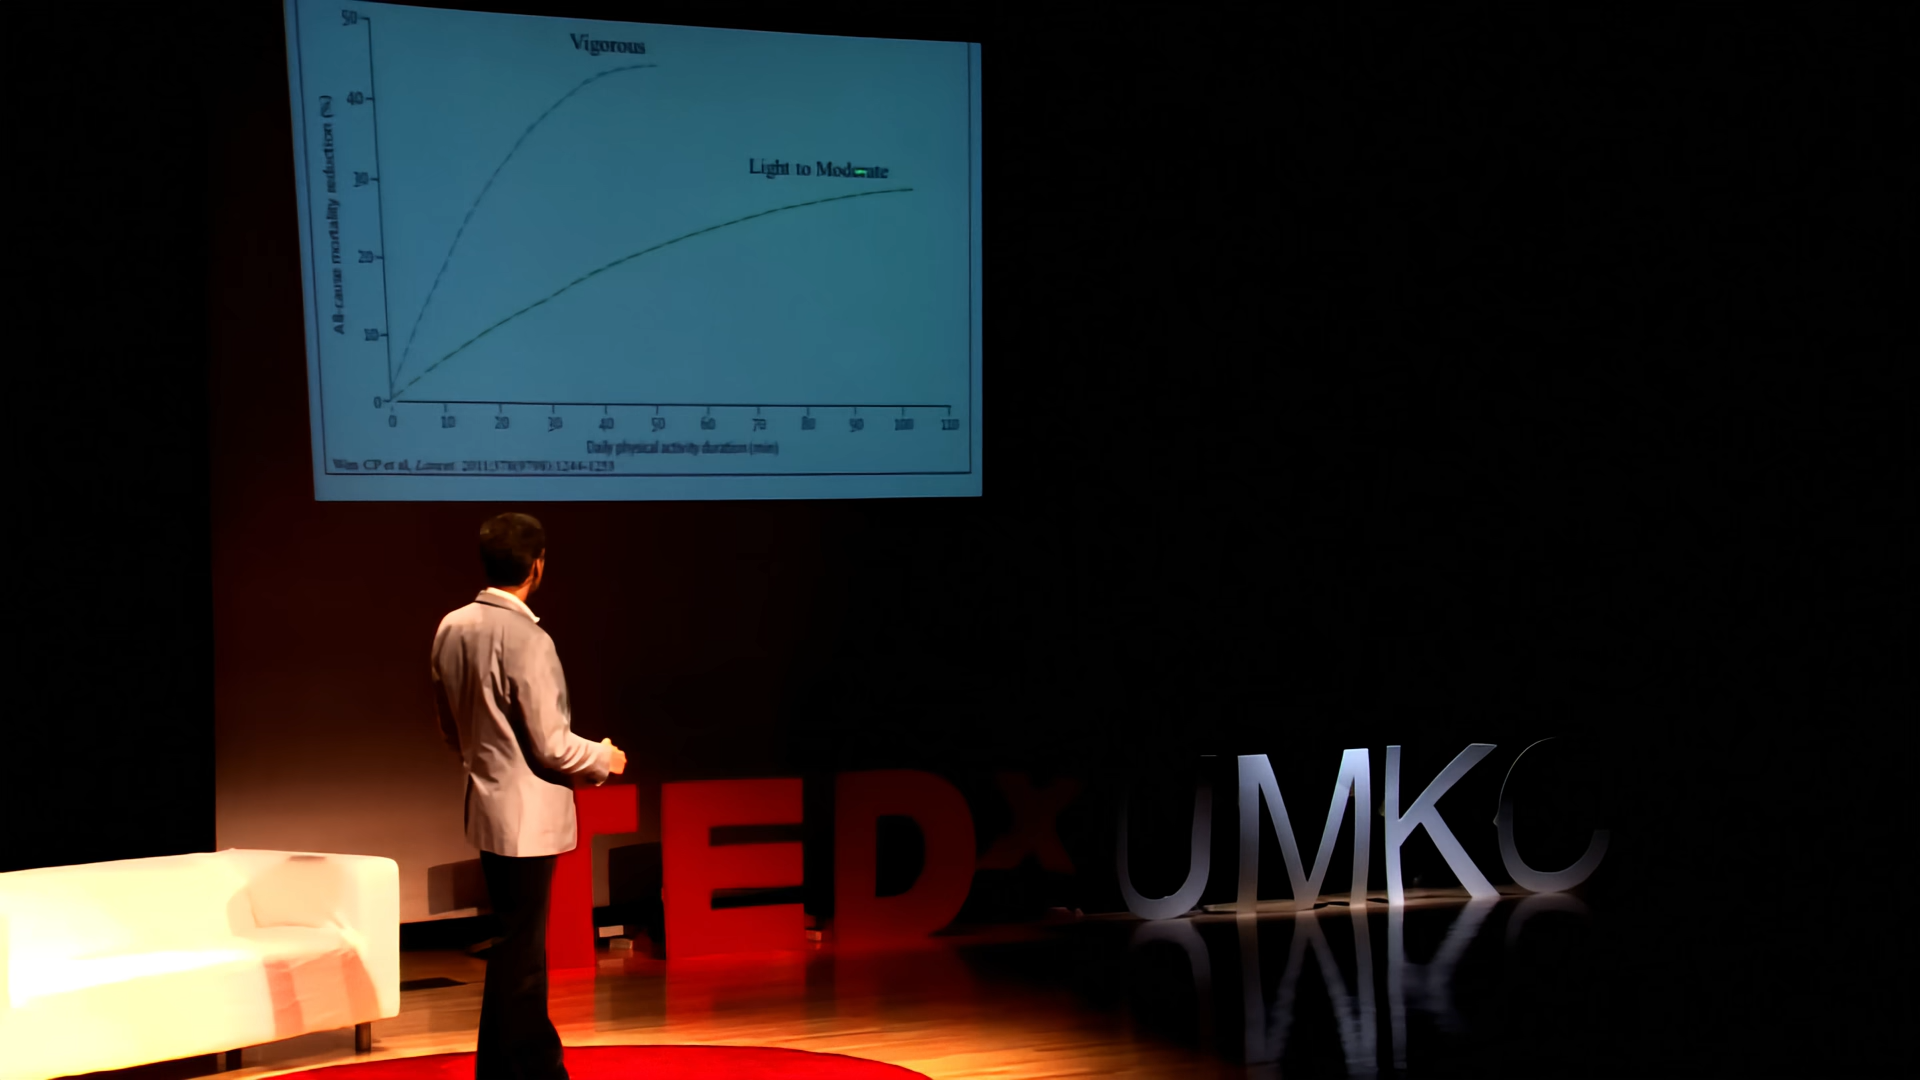 50
Vigorous
40
Light to Moderate
30
20
10
0
All-cause mortality reduction (%)
0 10 20 30 40 50 60 70 80 90 100 110
Daily physical activity duration (min)
Wen CP et al, Lancet 2011;378(9798):1244-1253
TEDx UMKC